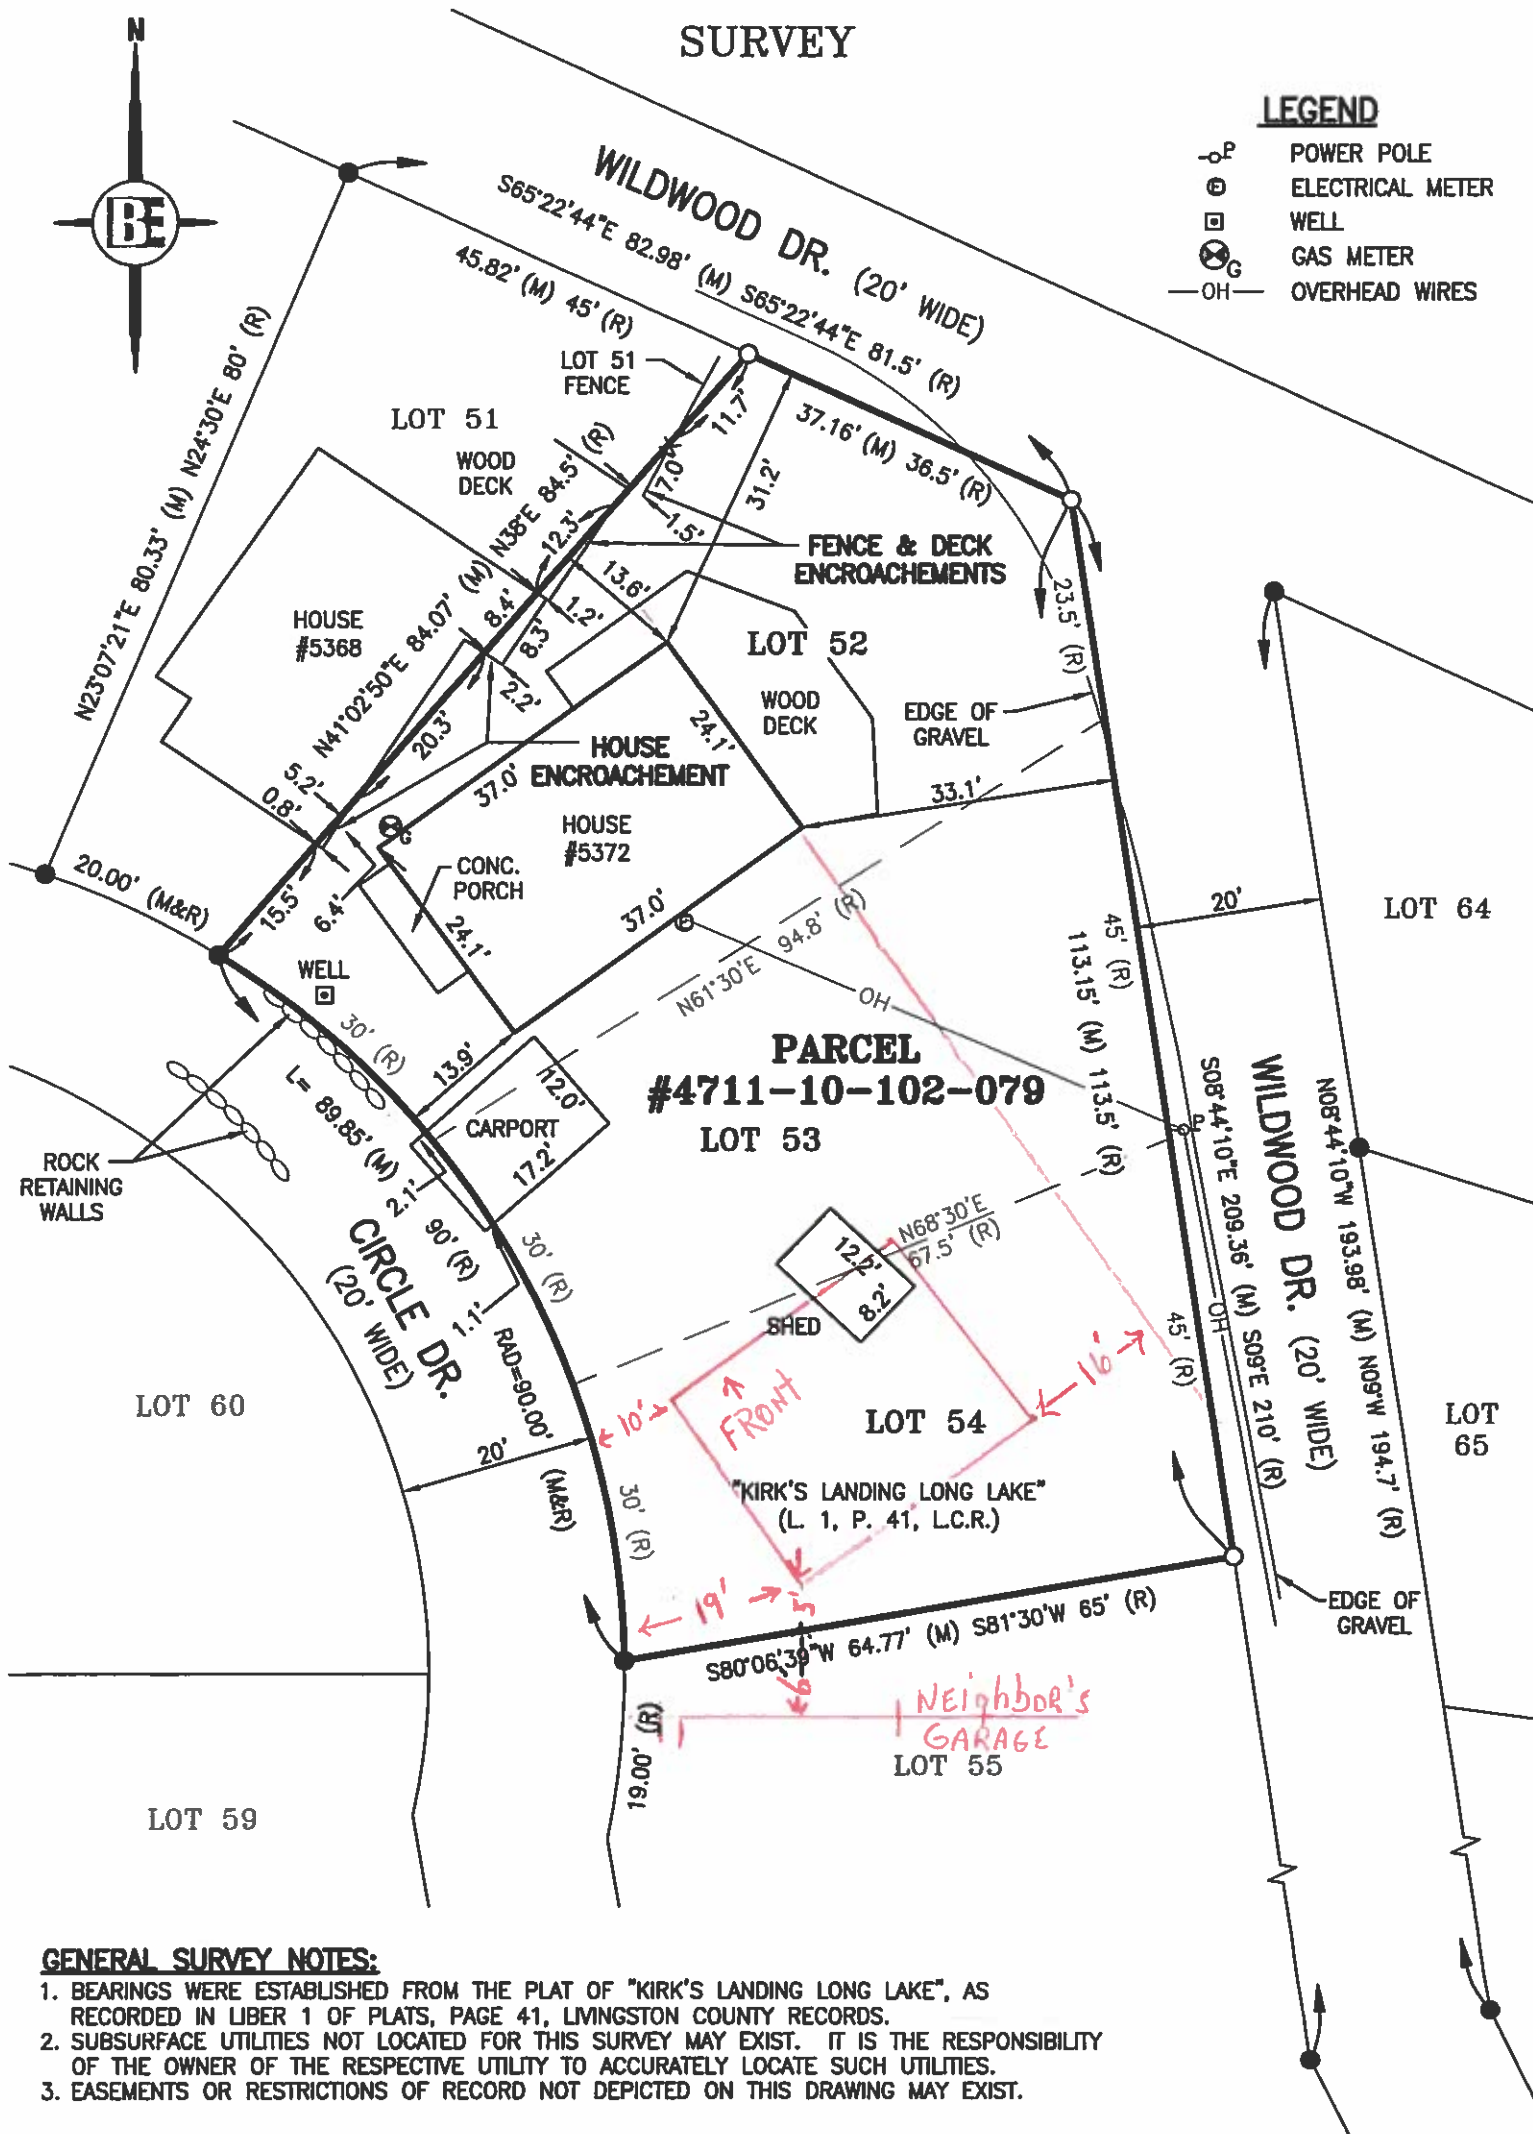 SURVEY
N
BE
LEGEND
P POWER POLE
E ELECTRICAL METER
WELL
G GAS METER
OH OVERHEAD WIRES
WILDWOOD DR. (20' WIDE)
S65°22'44"E 82.98' (M) S65°22'44"E 81.5' (R)
45.82' (M) 45' (R)
LOT 51
FENCE
11.7'
37.16' (M) 36.5' (R)
31.2'
LOT 51
WOOD
DECK
7.0'
1.5'
N23°07'21"E 80.33' (M) N24°30'E 80' (R)
N41°02'50"E 84.07' (M) N38°E 84.5' (R)
12.3'
FENCE & DECK
ENCROACHEMENTS
13.6'
8.4'
1.2'
8.3'
2.2'
23.5' (R)
HOUSE
#5368
LOT 52
WOOD
DECK
EDGE OF
GRAVEL
24.1'
20.3'
HOUSE
ENCROACHEMENT
37.0'
5.2'
0.8'
33.1'
G
HOUSE
#5372
CONC.
PORCH
20.00' (M&R)
15.5'
6.4'
24.1'
37.0'
E
N61°30'E 94.8' (R)
20'
LOT 64
45' (R)
113.15' (M) 113.5' (R)
WELL
OH
30' (R)
13.9'
PARCEL
#4711-10-102-079
LOT 53
12.0'
CARPORT
17.2'
P
L= 89.85' (M) 90' (R) RAD=90.00' (M&R)
2.1'
1.1'
ROCK
RETAINING
WALLS
CIRCLE DR.
(20' WIDE)
30' (R)
N68°30'E
67.5' (R)
12.2'
8.2'
SHED
WILDWOOD DR. (20' WIDE)
S08°44'10"E 209.36' (M) S09°E 210' (R)
N08°44'10"W 193.98' (M) N09°W 194.7' (R)
OH
45' (R)
16'
FRONT
10'
LOT 60
20'
LOT 54
LOT
65
"KIRK'S LANDING LONG LAKE"
(L. 1, P. 41, L.C.R.)
30' (R)
19'
5'
S80°06'39"W 64.77' (M) S81°30'W 65' (R)
EDGE OF
GRAVEL
6'
NEighboR's
GARAGE
19.00' (R)
LOT 55
LOT 59
GENERAL SURVEY NOTES:
1. BEARINGS WERE ESTABLISHED FROM THE PLAT OF "KIRK'S LANDING LONG LAKE", AS
RECORDED IN LIBER 1 OF PLATS, PAGE 41, LIVINGSTON COUNTY RECORDS.
2. SUBSURFACE UTILITIES NOT LOCATED FOR THIS SURVEY MAY EXIST. IT IS THE RESPONSIBILITY
OF THE OWNER OF THE RESPECTIVE UTILITY TO ACCURATELY LOCATE SUCH UTILITIES.
3. EASEMENTS OR RESTRICTIONS OF RECORD NOT DEPICTED ON THIS DRAWING MAY EXIST.